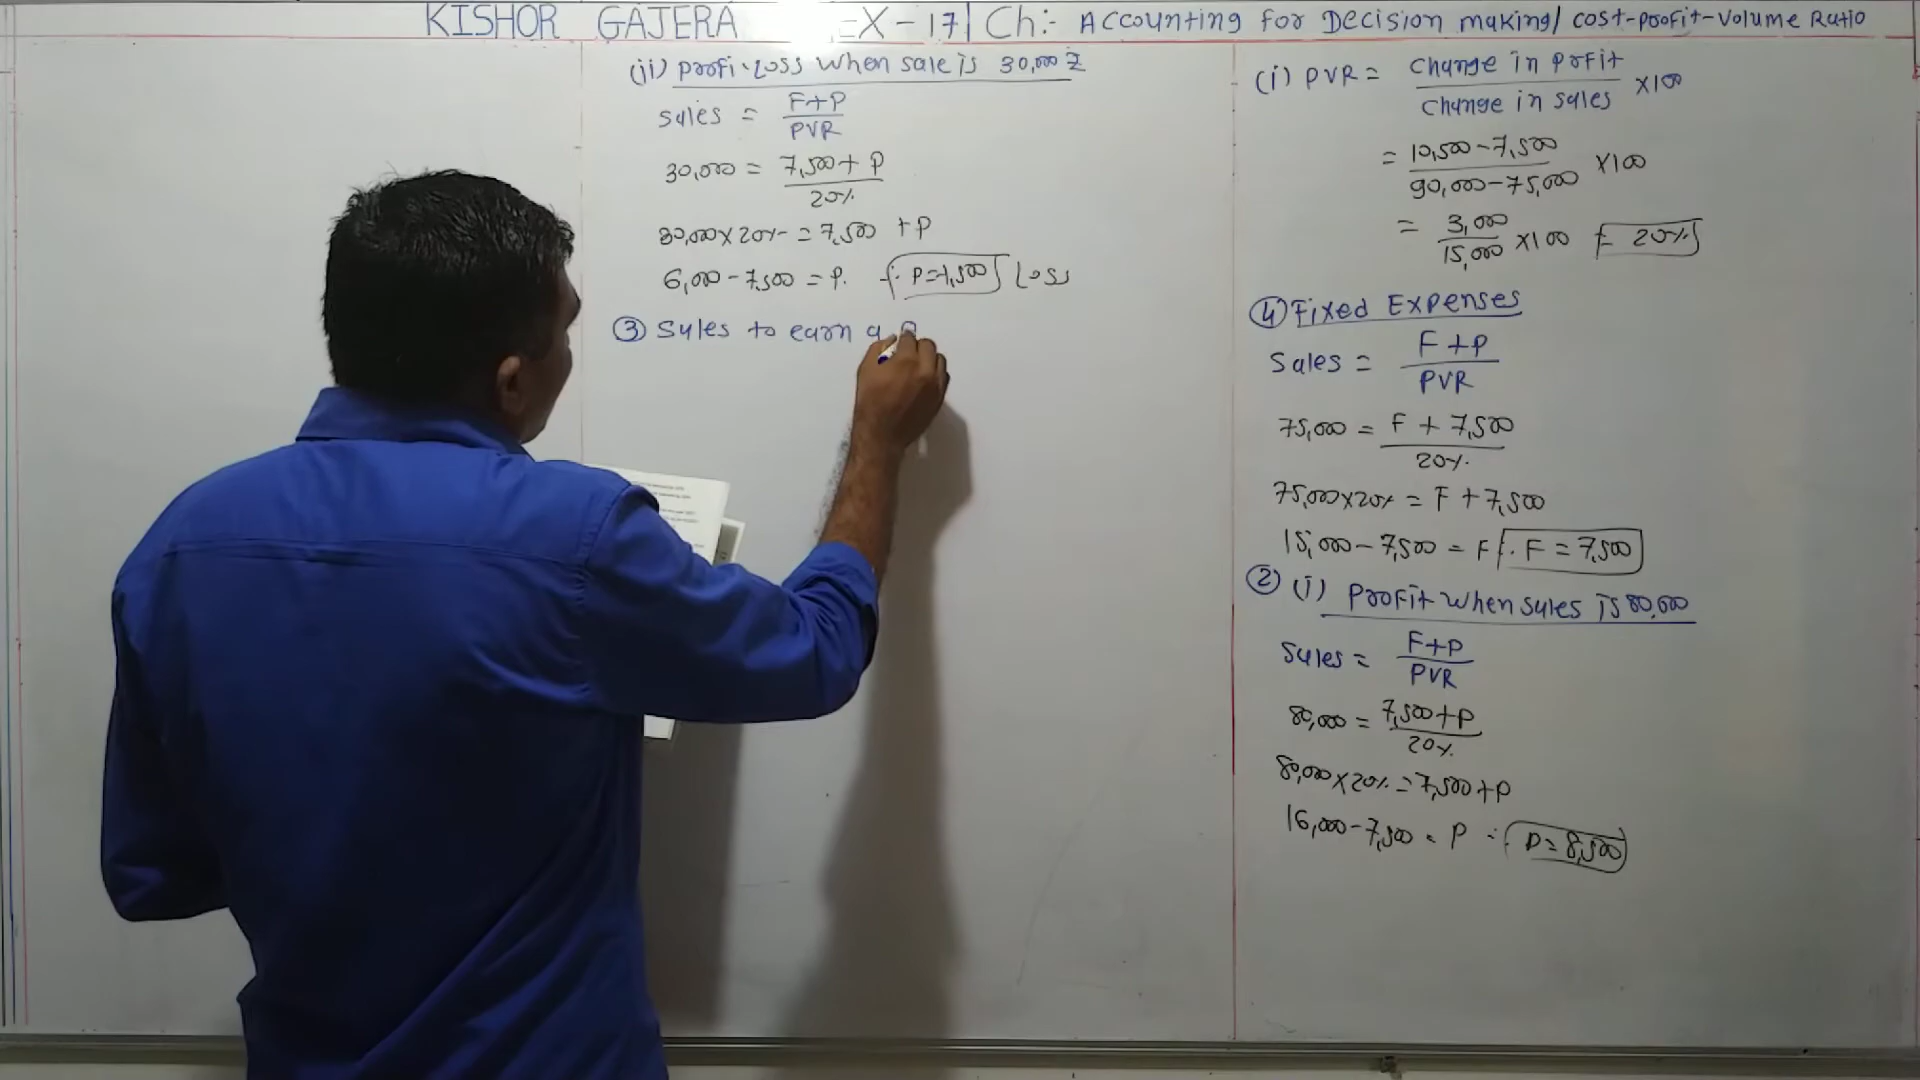 KISHOR GAJERA EX-17| Ch:- Accounting for Decision making/ cost-profit-volume Ratio
(i) PVR = Change in profit / Change in sales ×100
= 10,500-7,500 / 90,000-75,000 ×100
= 3,000 / 15,000 ×100 = 20%
④ Fixed Expenses
Sales = F+P / PVR
75,000 = F + 7,500 / 20%
75,000×20% = F + 7,500
15,000-7,500 = F ∴ F = 7,500
② (i) Profit when sales is 80,000
Sales = F+P / PVR
80,000 = 7,500+P / 20%
80,000×20% = 7,500+P
16,000-7,500 = P ∴ P = 8,500
(ii) Profi-Loss when sale is 30,000 ₹
Sales = F+P / PVR
30,000 = 7,500+ P / 20%
30,000×20% = 7,500 +P
6,000-7,500 = P. ∴ P=-1,500 Loss
③ Sales to earn a